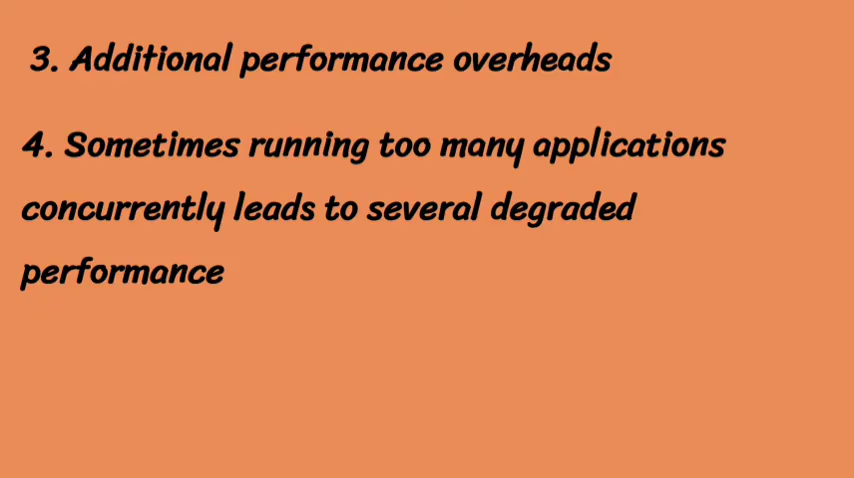 3. Additional performance overheads
4. Sometimes running too many applications
concurrently leads to several degraded
performance